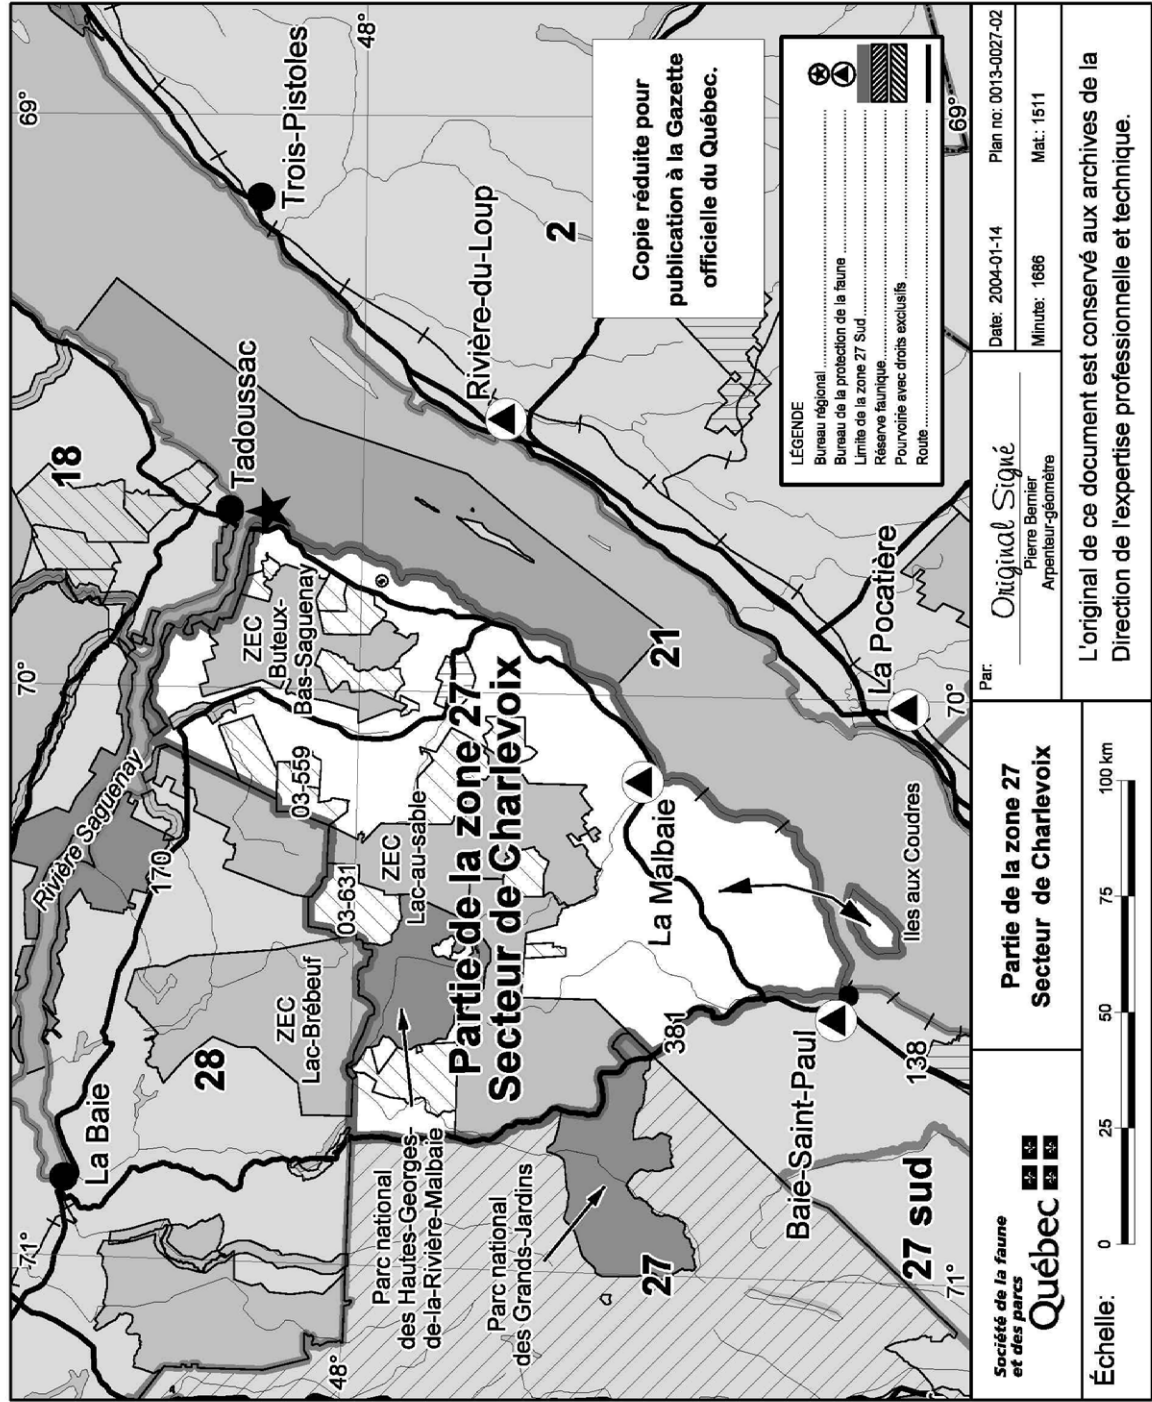 71°
70°
69°
La Baie
Rivière Saguenay
170
18
Tadoussac
48°
28
ZEC
Lac-Brébeuf
ZEC
Buteux-
Bas-Saguenay
03-559
03-631
Trois-Pistoles
48°
Parc national
des Hautes-Georges-
de-la-Rivière-Malbaie
ZEC
Lac-au-sable
Partie de la zone 27
Secteur de Charlevoix
Rivière-du-Loup
2
Parc national
des Grands-Jardins
27
381
La Malbaie
21
Baie-Saint-Paul
138
27 sud
Iles aux Coudres
La Pocatière
71°
70°
69°
Copie réduite pour
publication à la Gazette
officielle du Québec.
LÉGENDE
Bureau régional
Bureau de la protection de la faune
Limite de la zone 27 Sud
Réserve faunique
Pourvoirie avec droits exclusifs
Route
Société de la faune
et des parcs
Québec
Échelle:
0 25 50 75 100 km
Partie de la zone 27
Secteur de Charlevoix
Par:
Original Signé
Pierre Bernier
Arpenteur-géomètre
Date: 2004-01-14 Plan no: 0013-0027-02
Minute: 1686 Mat.: 1511
L'original de ce document est conservé aux archives de la
Direction de l'expertise professionnelle et technique.